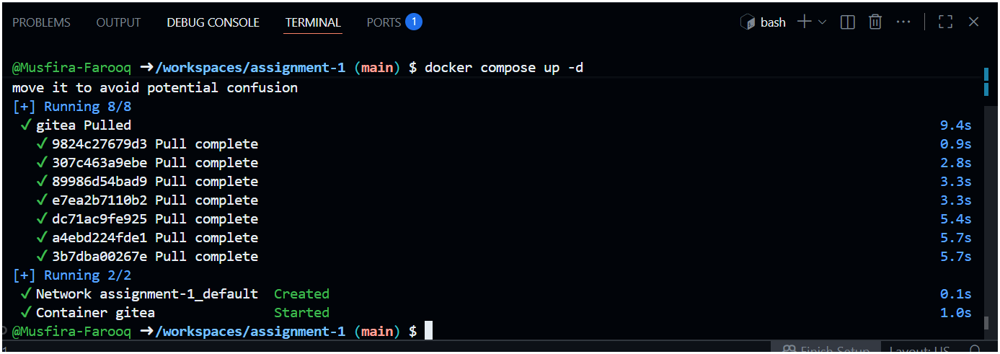 PROBLEMS OUTPUT DEBUG CONSOLE TERMINAL PORTS 1 bash
@Musfira-Farooq ➜/workspaces/assignment-1 (main) $ docker compose up -d
move it to avoid potential confusion
[+] Running 8/8
✓ gitea Pulled 9.4s
✓ 9824c27679d3 Pull complete 0.9s
✓ 307c463a9ebe Pull complete 2.8s
✓ 89986d54bad9 Pull complete 3.3s
✓ e7ea2b7110b2 Pull complete 3.3s
✓ dc71ac9fe925 Pull complete 5.4s
✓ a4ebd224fde1 Pull complete 5.7s
✓ 3b7dba00267e Pull complete 5.7s
[+] Running 2/2
✓ Network assignment-1_default Created 0.1s
✓ Container gitea Started 1.0s
@Musfira-Farooq ➜/workspaces/assignment-1 (main) $
Finish Setup Layout: US